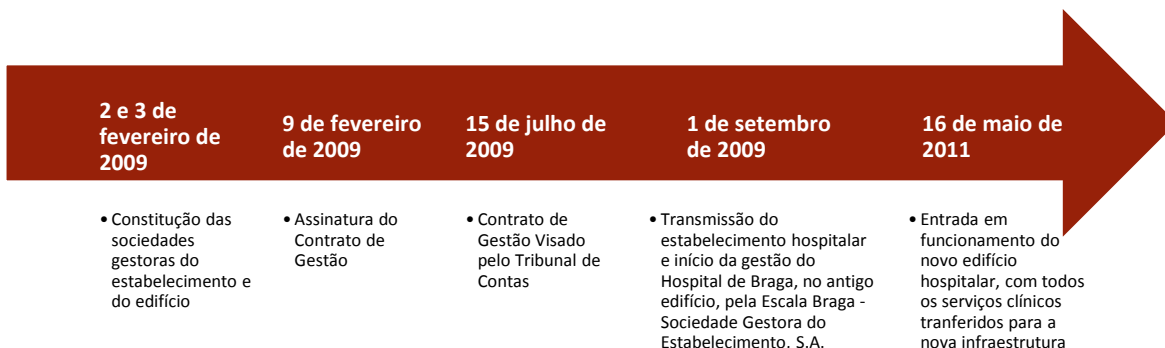 2 e 3 de
fevereiro de
2009
• Constituição das
sociedades
gestoras do
estabelecimento e
do edifício
9 de fevereiro
de 2009
• Assinatura do
Contrato de
Gestão
15 de julho de
2009
• Contrato de
Gestão Visado
pelo Tribunal de
Contas
1 de setembro
de 2009
• Transmissão do
estabelecimento hospitalar
e início da gestão do
Hospital de Braga, no antigo
edifício, pela Escala Braga -
Sociedade Gestora do
Estabelecimento, S.A.
16 de maio de
2011
• Entrada em
funcionamento do
novo edifício
hospitalar, com todos
os serviços clínicos
tranferidos para a
nova infraestrutura